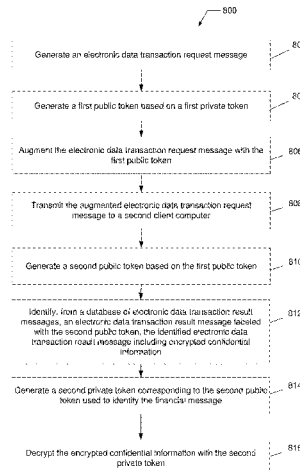 800
Generate an electronic data transaction request message
80
Generate a first public token based on a first private token
80
Augment the electronic data transaction request message with the
first public token
806
Transmit the augmented electronic data transaction request
message to a second client computer
808
Generate a second public token based on the first public token
810
Identify, from a database of electronic data transaction result
messages, an electronic data transaction result message labeled
with the second public token, the identified electronic data
transaction result message including encrypted confidential
information
812
Generate a second private token corresponding to the second public
token used to identify the financial message
814
Decrypt the encrypted confidential information with the second
private token
816